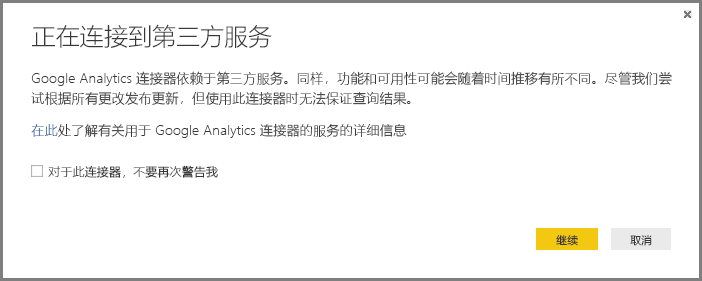 正在连接到第三方服务
Google Analytics 连接器依赖于第三方服务。同样，功能和可用性可能会随着时间推移有所不同。尽管我们尝
试根据所有更改发布更新，但使用此连接器时无法保证查询结果。
在此处了解有关用于 Google Analytics 连接器的服务的详细信息
对于此连接器，不要再次警告我
继续
取消